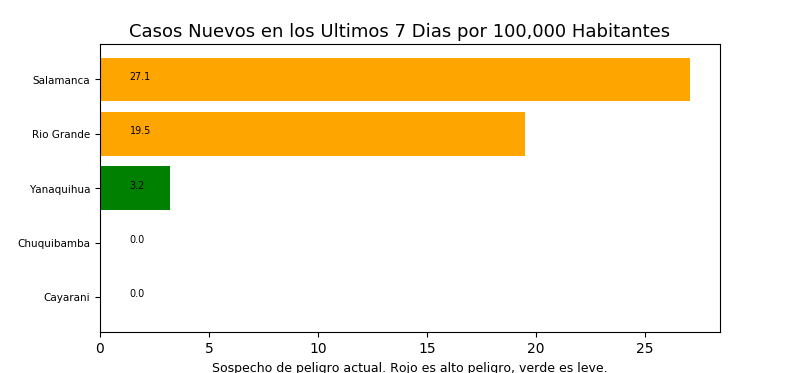 Casos Nuevos en los Ultimos 7 Dias por 100,000 Habitantes
Salamanca 27.1
Rio Grande 19.5
Yanaquihua 3.2
Chuquibamba 0.0
Cayarani 0.0
0 5 10 15 20 25
Sospecho de peligro actual. Rojo es alto peligro, verde es leve.